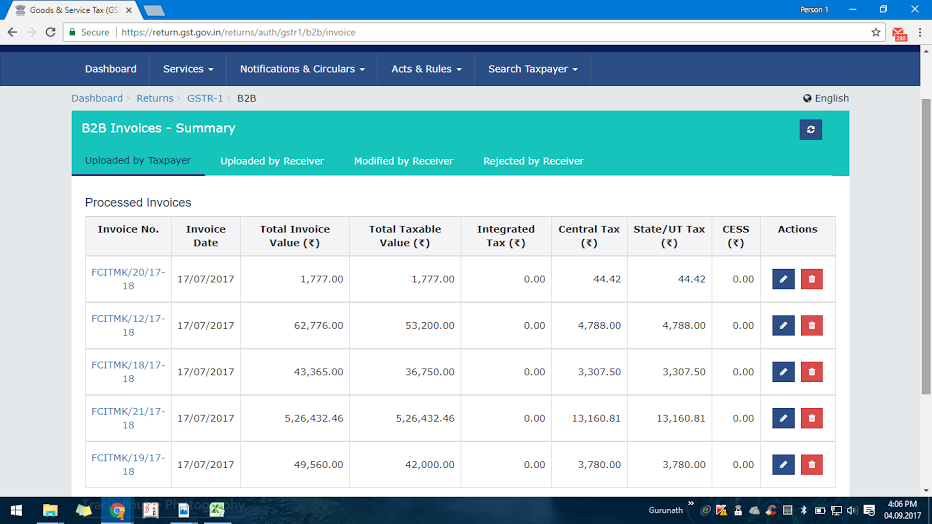 Goods & Service Tax (GS
Person 1
Secure
https://return.gst.gov.in/returns/auth/gstr1/b2b/invoice
Dashboard Services Notifications & Circulars Acts & Rules Search Taxpayer
Dashboard Returns GSTR-1 B2B English
B2B Invoices - Summary
Uploaded by Taxpayer Uploaded by Receiver Modified by Receiver Rejected by Receiver
Processed Invoices
Invoice No. Invoice Date Total Invoice Value (₹) Total Taxable Value (₹) Integrated Tax (₹) Central Tax (₹) State/UT Tax (₹) CESS (₹) Actions
FCITMK/20/17-18 17/07/2017 1,777.00 1,777.00 0.00 44.42 44.42 0.00
FCITMK/12/17-18 17/07/2017 62,776.00 53,200.00 0.00 4,788.00 4,788.00 0.00
FCITMK/18/17-18 17/07/2017 43,365.00 36,750.00 0.00 3,307.50 3,307.50 0.00
FCITMK/21/17-18 17/07/2017 5,26,432.46 5,26,432.46 0.00 13,160.81 13,160.81 0.00
FCITMK/19/17-18 17/07/2017 49,560.00 42,000.00 0.00 3,780.00 3,780.00 0.00
Photography
Gurunath
4:06 PM
04.09.2017